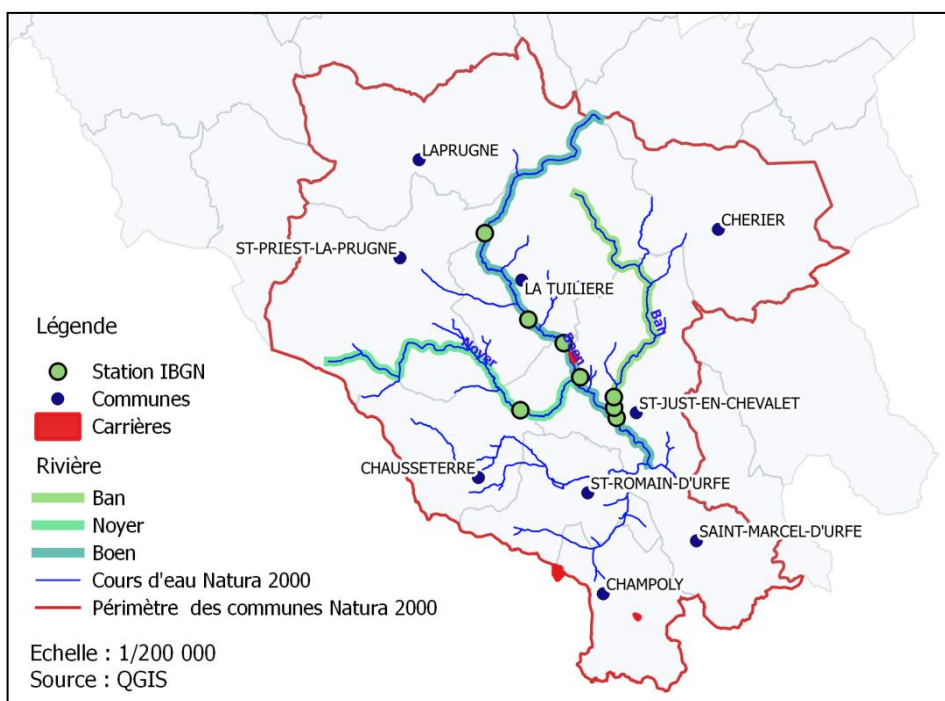 LAPRUGNE
CHERIER
ST-PRIEST-LA-PRUGNE
LA TUILIERE
Ban
Boen
Noyer
ST-JUST-EN-CHEVALET
CHAUSSETERRE
ST-ROMAIN-D'URFE
SAINT-MARCEL-D'URFE
CHAMPOLY
Légende
Station IBGN
Communes
Carrières
Rivière
Ban
Noyer
Boen
Cours d'eau Natura 2000
Périmètre des communes Natura 2000
Echelle : 1/200 000
Source : QGIS